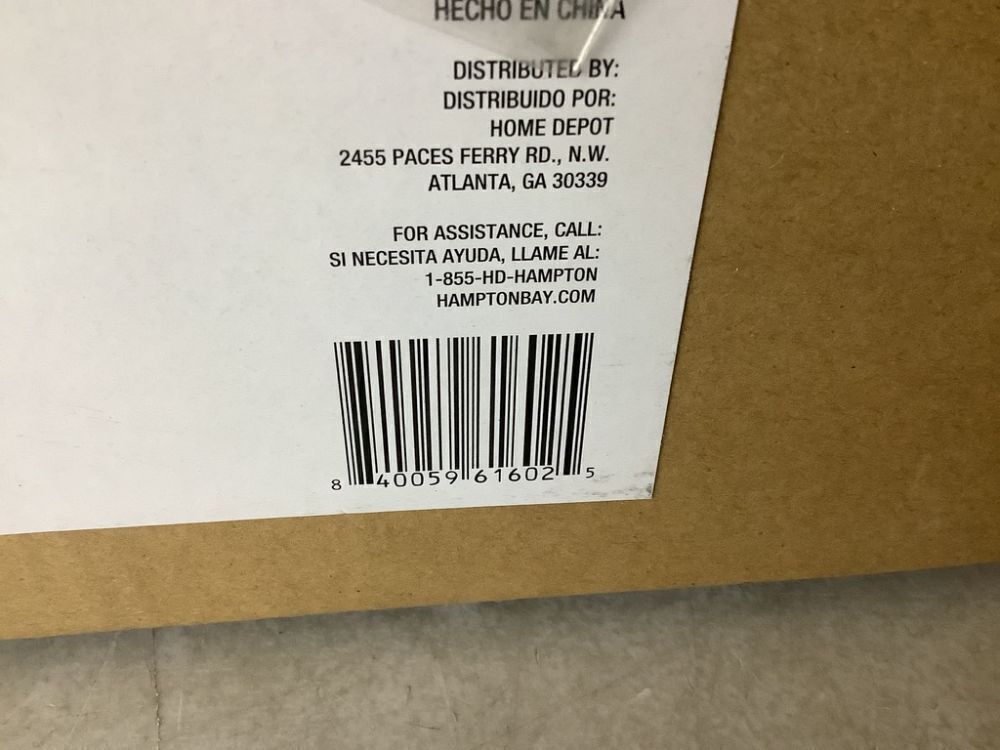 HECHO EN CHINA
DISTRIBUTED BY:
DISTRIBUIDO POR:
HOME DEPOT
2455 PACES FERRY RD., N.W.
ATLANTA, GA 30339
FOR ASSISTANCE, CALL:
SI NECESITA AYUDA, LLAME AL:
1-855-HD-HAMPTON
HAMPTONBAY.COM
8 40059 61602 5